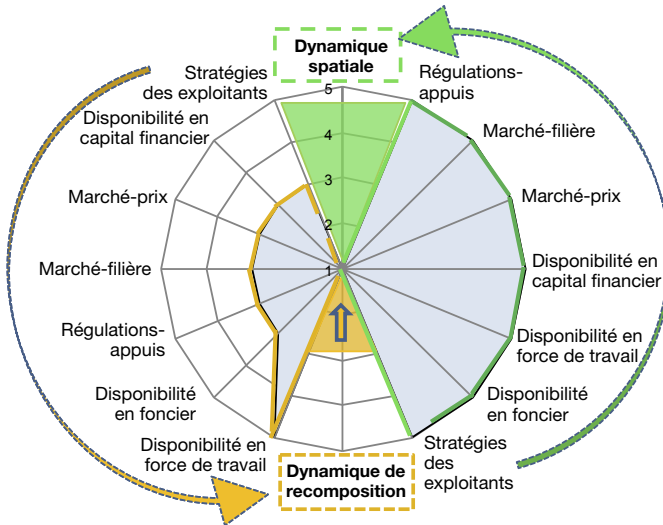 Dynamique
spatiale
Stratégies
des exploitants
Disponibilité en
capital financier
Marché-prix
Marché-filière
Régulations-
appuis
Disponibilité
en foncier
Disponibilité en
force de travail
5
4
3
2
1
Régulations-
appuis
Marché-filière
Marché-prix
Disponibilité en
capital financier
Disponibilité en
force de travail
Disponibilité
en foncier
Stratégies
des
exploitants
Dynamique de
recomposition